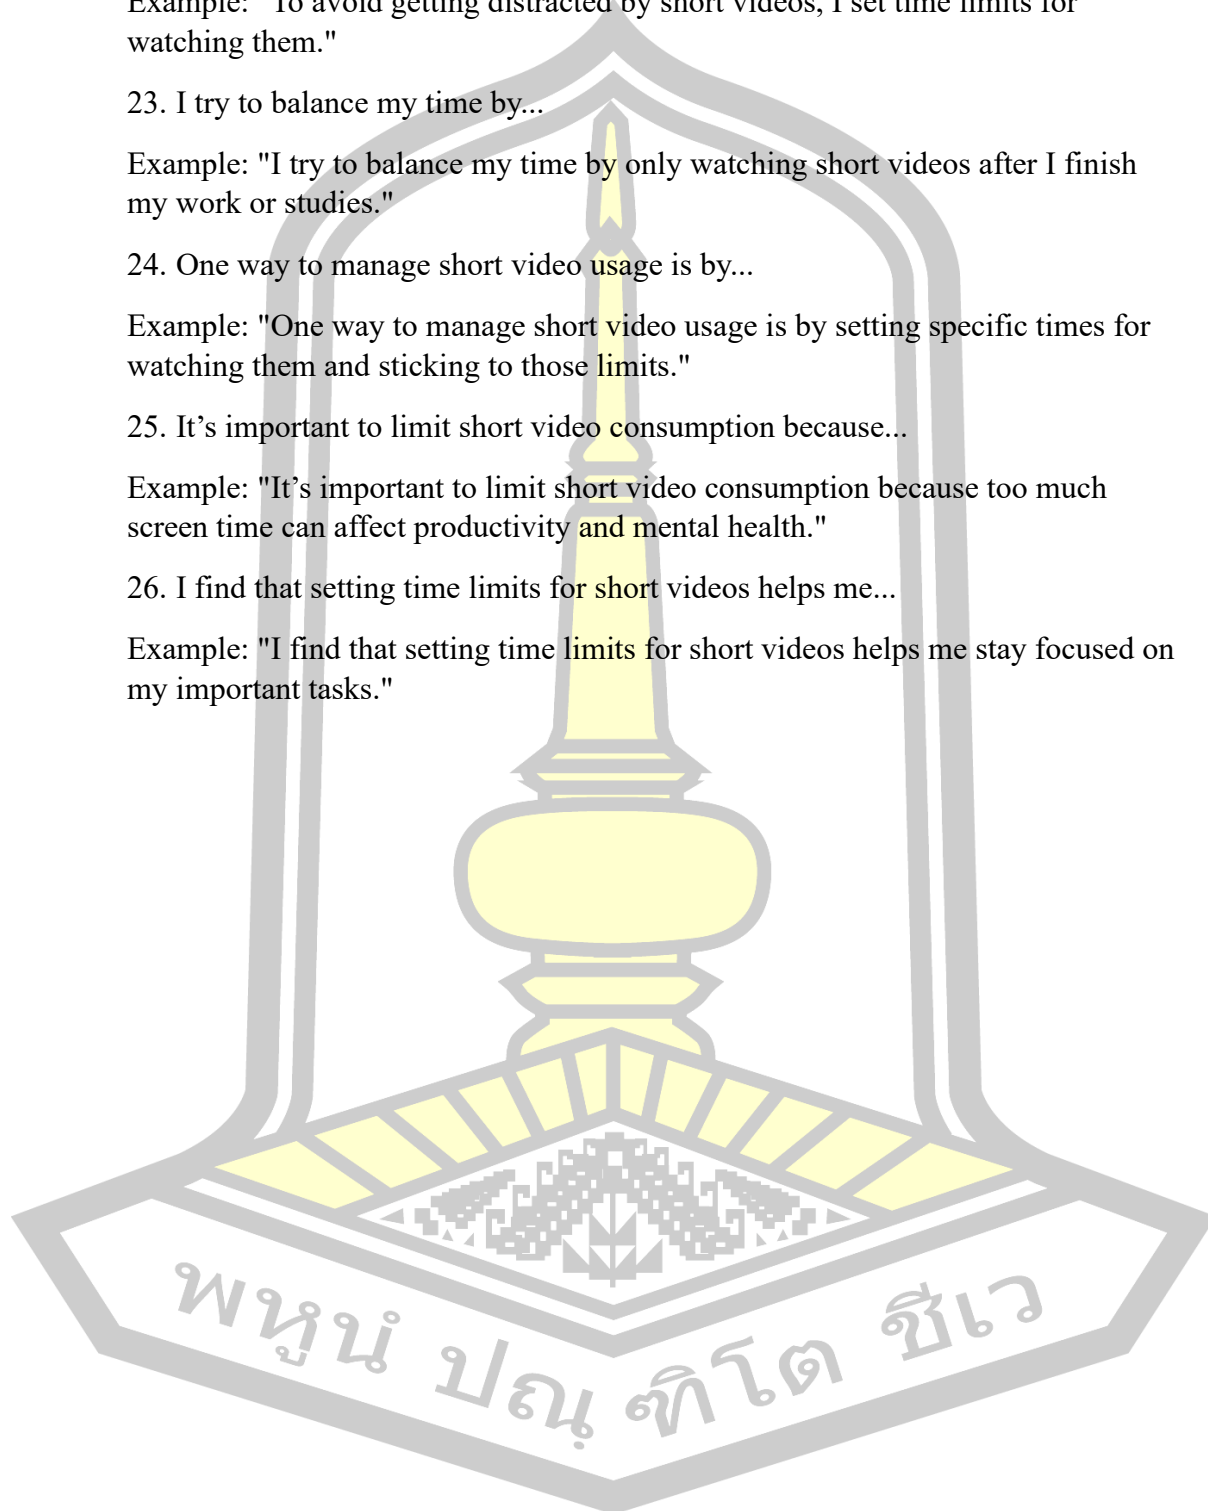 Example: "To avoid getting distracted by short videos, I set time limits for
watching them."
23. I try to balance my time by...
Example: "I try to balance my time by only watching short videos after I finish
my work or studies."
24. One way to manage short video usage is by...
Example: "One way to manage short video usage is by setting specific times for
watching them and sticking to those limits."
25. It’s important to limit short video consumption because...
Example: "It’s important to limit short video consumption because too much
screen time can affect productivity and mental health."
26. I find that setting time limits for short videos helps me...
Example: "I find that setting time limits for short videos helps me stay focused on
my important tasks."
พหูนํ ปณฺ ฑิโต ชีเว